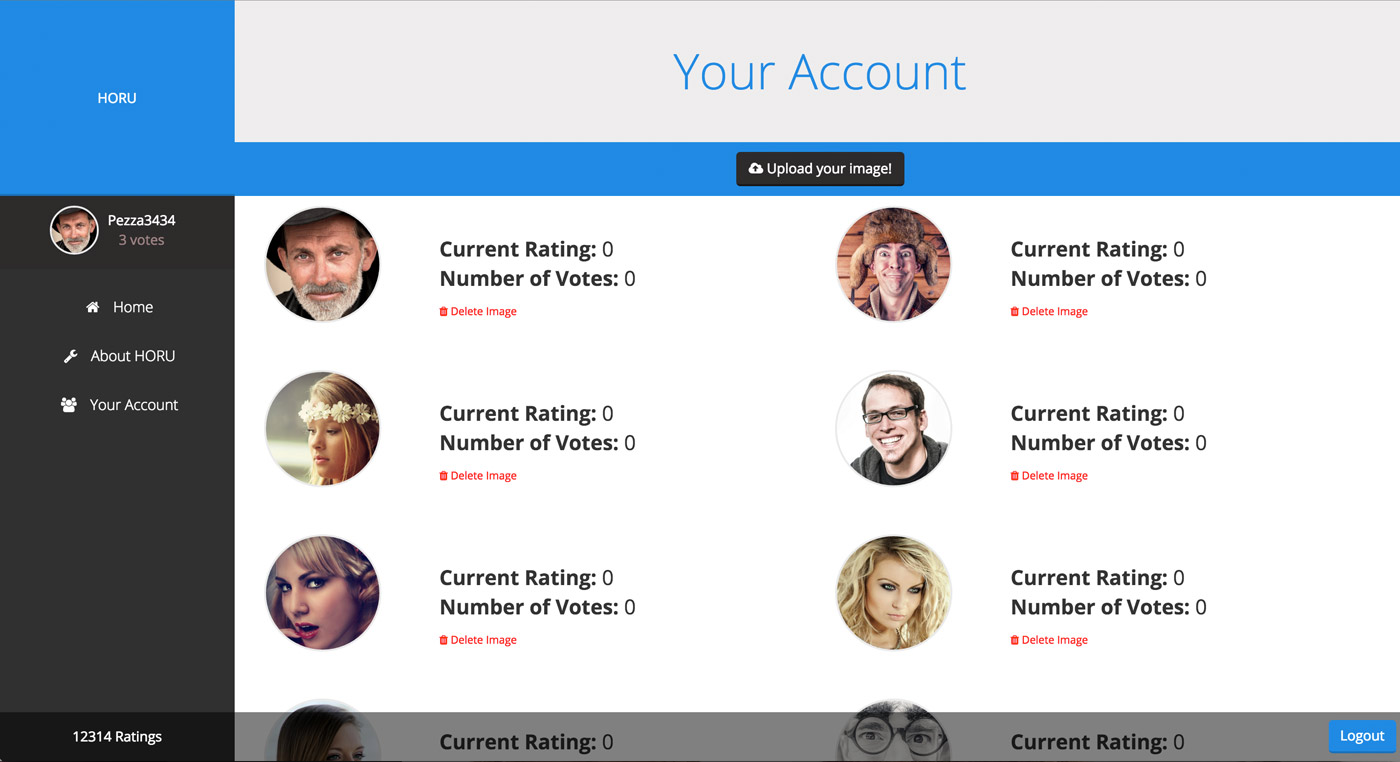 HORU
Your Account
Upload your image!
Pezza3434
3 votes
Home
About HORU
Your Account
Current Rating: 0
Number of Votes: 0
Delete Image
Current Rating: 0
Number of Votes: 0
Delete Image
Current Rating: 0
Number of Votes: 0
Delete Image
Current Rating: 0
Number of Votes: 0
Delete Image
Current Rating: 0
Number of Votes: 0
Delete Image
Current Rating: 0
Number of Votes: 0
Delete Image
Current Rating: 0
Current Rating: 0
12314 Ratings
Logout